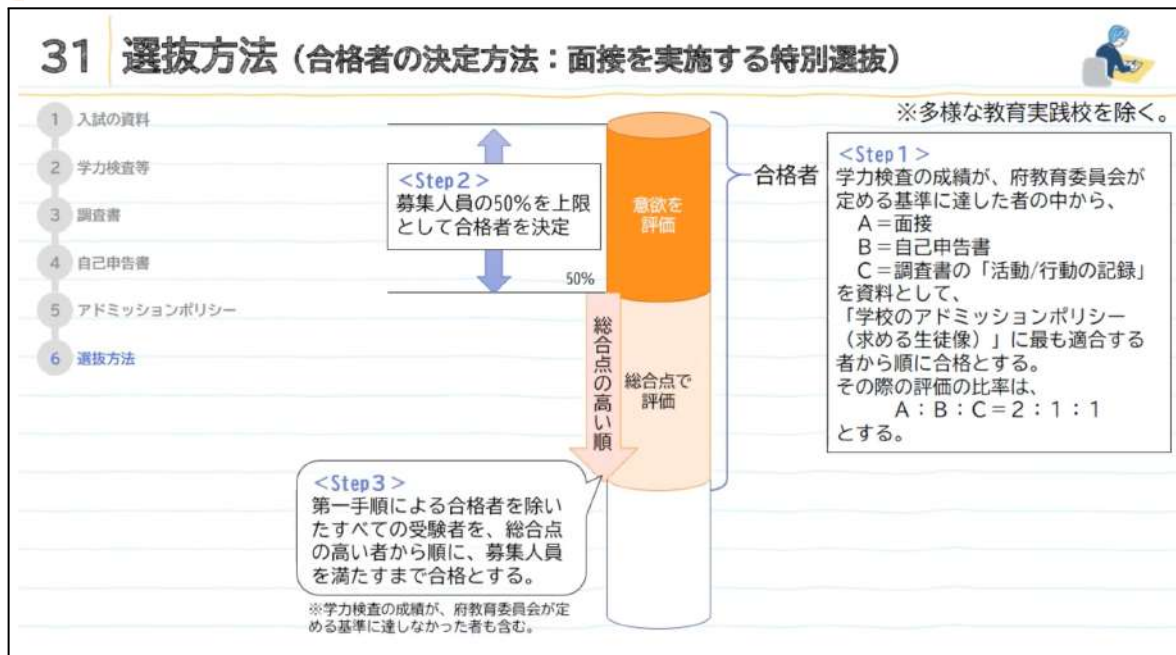 31 選抜方法（合格者の決定方法：面接を実施する特別選抜）
1 入試の資料
2 学力検査等
3 調査書
4 自己申告書
5 アドミッションポリシー
6 選抜方法
※多様な教育実践校を除く。
<Step1>
学力検査の成績が、府教育委員会が
定める基準に達した者の中から、
A＝面接
B＝自己申告書
C＝調査書の「活動/行動の記録」
を資料として、
「学校のアドミッションポリシー
（求める生徒像）」に最も適合する
者から順に合格とする。
その際の評価の比率は、
A：B：C＝2：1：1
とする。
<Step2>
募集人員の50%を上限
として合格者を決定
50%
意欲を
評価
合格者
総合点の高い順
総合点で
評価
<Step3>
第一手順による合格者を除い
たすべての受験者を、総合点
の高い者から順に、募集人員
を満たすまで合格とする。
※学力検査の成績が、府教育委員会が定
める基準に達しなかった者も含む。